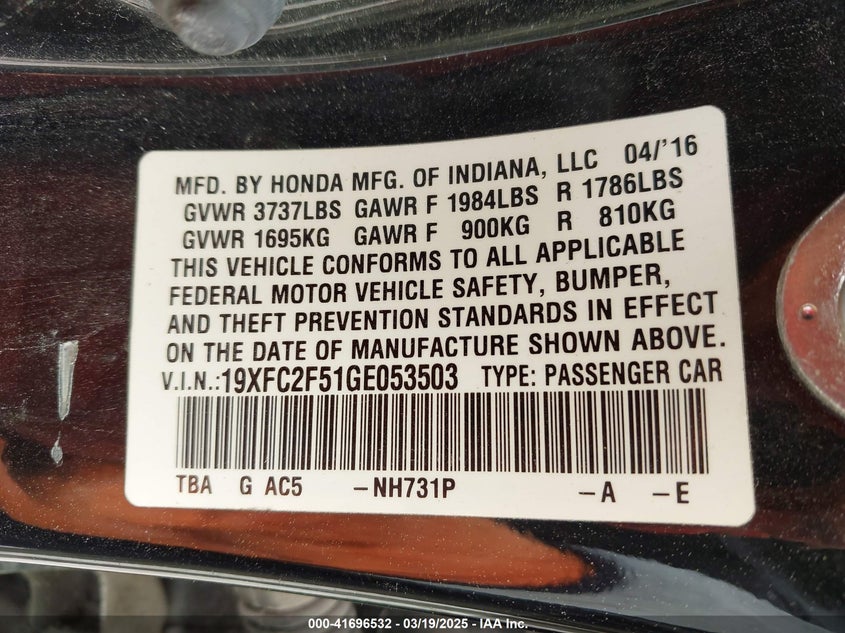 MFD. BY HONDA MFG. OF INDIANA, LLC 04/'16
GVWR 3737LBS GAWR F 1984LBS R 1786LBS
GVWR 1695KG GAWR F 900KG R 810KG
THIS VEHICLE CONFORMS TO ALL APPLICABLE
FEDERAL MOTOR VEHICLE SAFETY, BUMPER,
AND THEFT PREVENTION STANDARDS IN EFFECT
ON THE DATE OF MANUFACTURE SHOWN ABOVE.
V.I.N.:19XFC2F51GE053503 TYPE: PASSENGER CAR
TBA G AC5 -NH731P -A -E
000-41696532 - 03/19/2025 - IAA Inc.